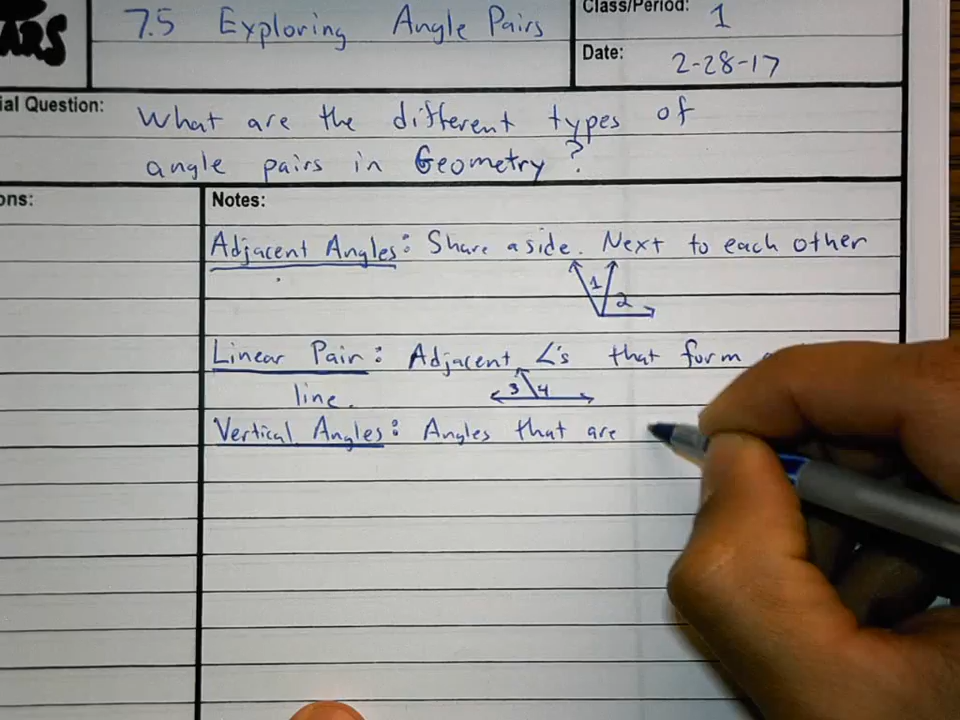 ARS
7.5 Exploring Angle Pairs
Class/Period: 1
Date: 2-28-17
ial Question: What are the different types of
angle pairs in Geometry?
ons:
Notes:
Adjacent Angles: Share a side. Next to each other
1
2
Linear Pair: Adjacent ∠'s that form
line.
3 4
Vertical Angles: Angles that are